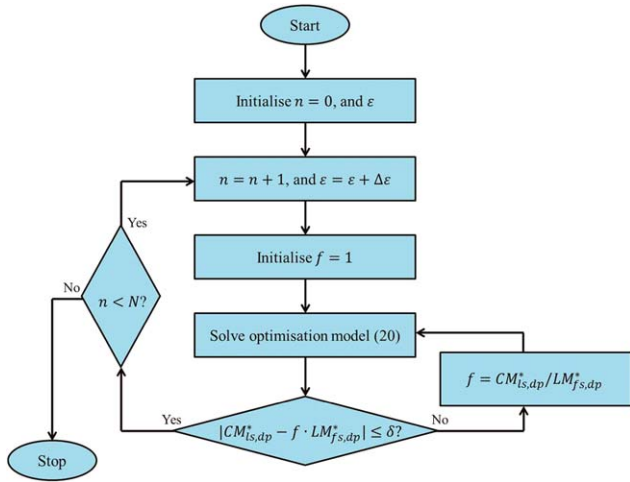 Start
Initialise n = 0, and ε
n = n + 1, and ε = ε + Δε
Yes
Initialise f = 1
No
n < N?
Solve optimisation model (20)
f = CM*ls,dp/LM*fs,dp
Yes
|CM*ls,dp − f · LM*fs,dp| ≤ δ?
No
Stop